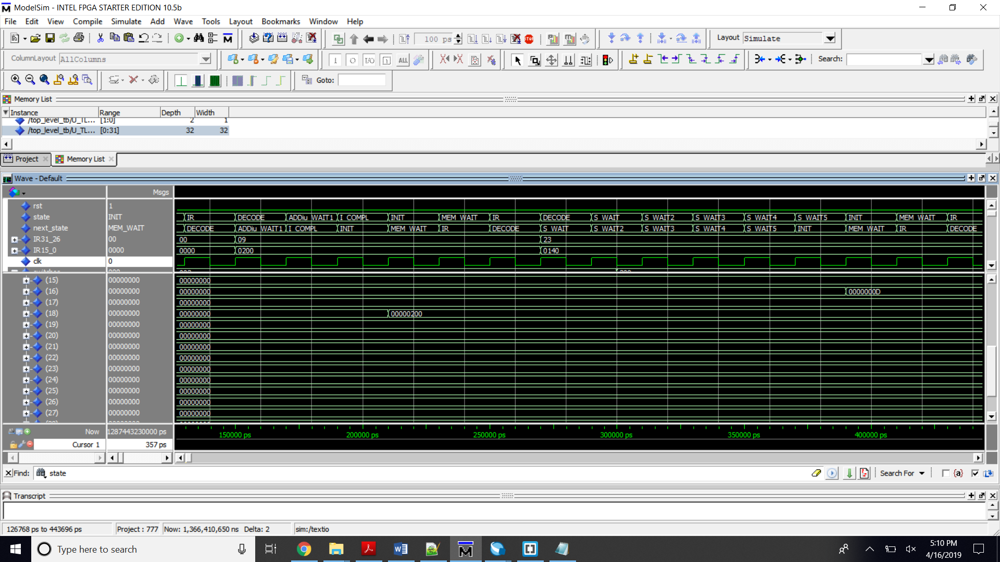 ModelSim - INTEL FPGA STARTER EDITION 10.5b
File Edit View Compile Simulate Add Wave Tools Layout Bookmarks Window Help
100 ps
Layout Simulate
ColumnLayout AllColumns
Search:
Goto:
Memory List
Instance Range Depth Width
/top_level_tb/U_TL... [1:0] 2 1
/top_level_tb/U_TL... [0:31] 32 32
Project Memory List
Wave - Default
Msgs
rst 1
state INIT IR DECODE ADDiu_WAIT1 I_COMPL INIT MEM_WAIT IR DECODE S_WAIT S_WAIT2 S_WAIT3 S_WAIT4 S_WAIT5 INIT MEM_WAIT IR
next_state MEM_WAIT DECODE ADDiu_WAIT1 I_COMPL INIT MEM_WAIT IR DECODE S_WAIT S_WAIT2 S_WAIT3 S_WAIT4 S_WAIT5 INIT MEM_WAIT IR DECODE
IR31_26 00 00 09 23
IR15_0 0000 0000 0200 0140
clk 0
(15) 00000000 00000000
(16) 00000000 00000000 0000000D
(17) 00000000 00000000
(18) 00000000 00000000 00000200
(19) 00000000 00000000
(20) 00000000 00000000
(21) 00000000 00000000
(22) 00000000 00000000
(23) 00000000 00000000
(24) 00000000 00000000
(25) 00000000 00000000
(26) 00000000 00000000
(27) 00000000 00000000
Now 1287443230000 ps 150000 ps 200000 ps 250000 ps 300000 ps 350000 ps 400000 ps
Cursor 1 357 ps
Find: state Search For {a}
Transcript
126768 ps to 443696 ps Project : 777 Now: 1,366,410,650 ns Delta: 2 sim:/textio
Type here to search
5:10 PM
4/16/2019